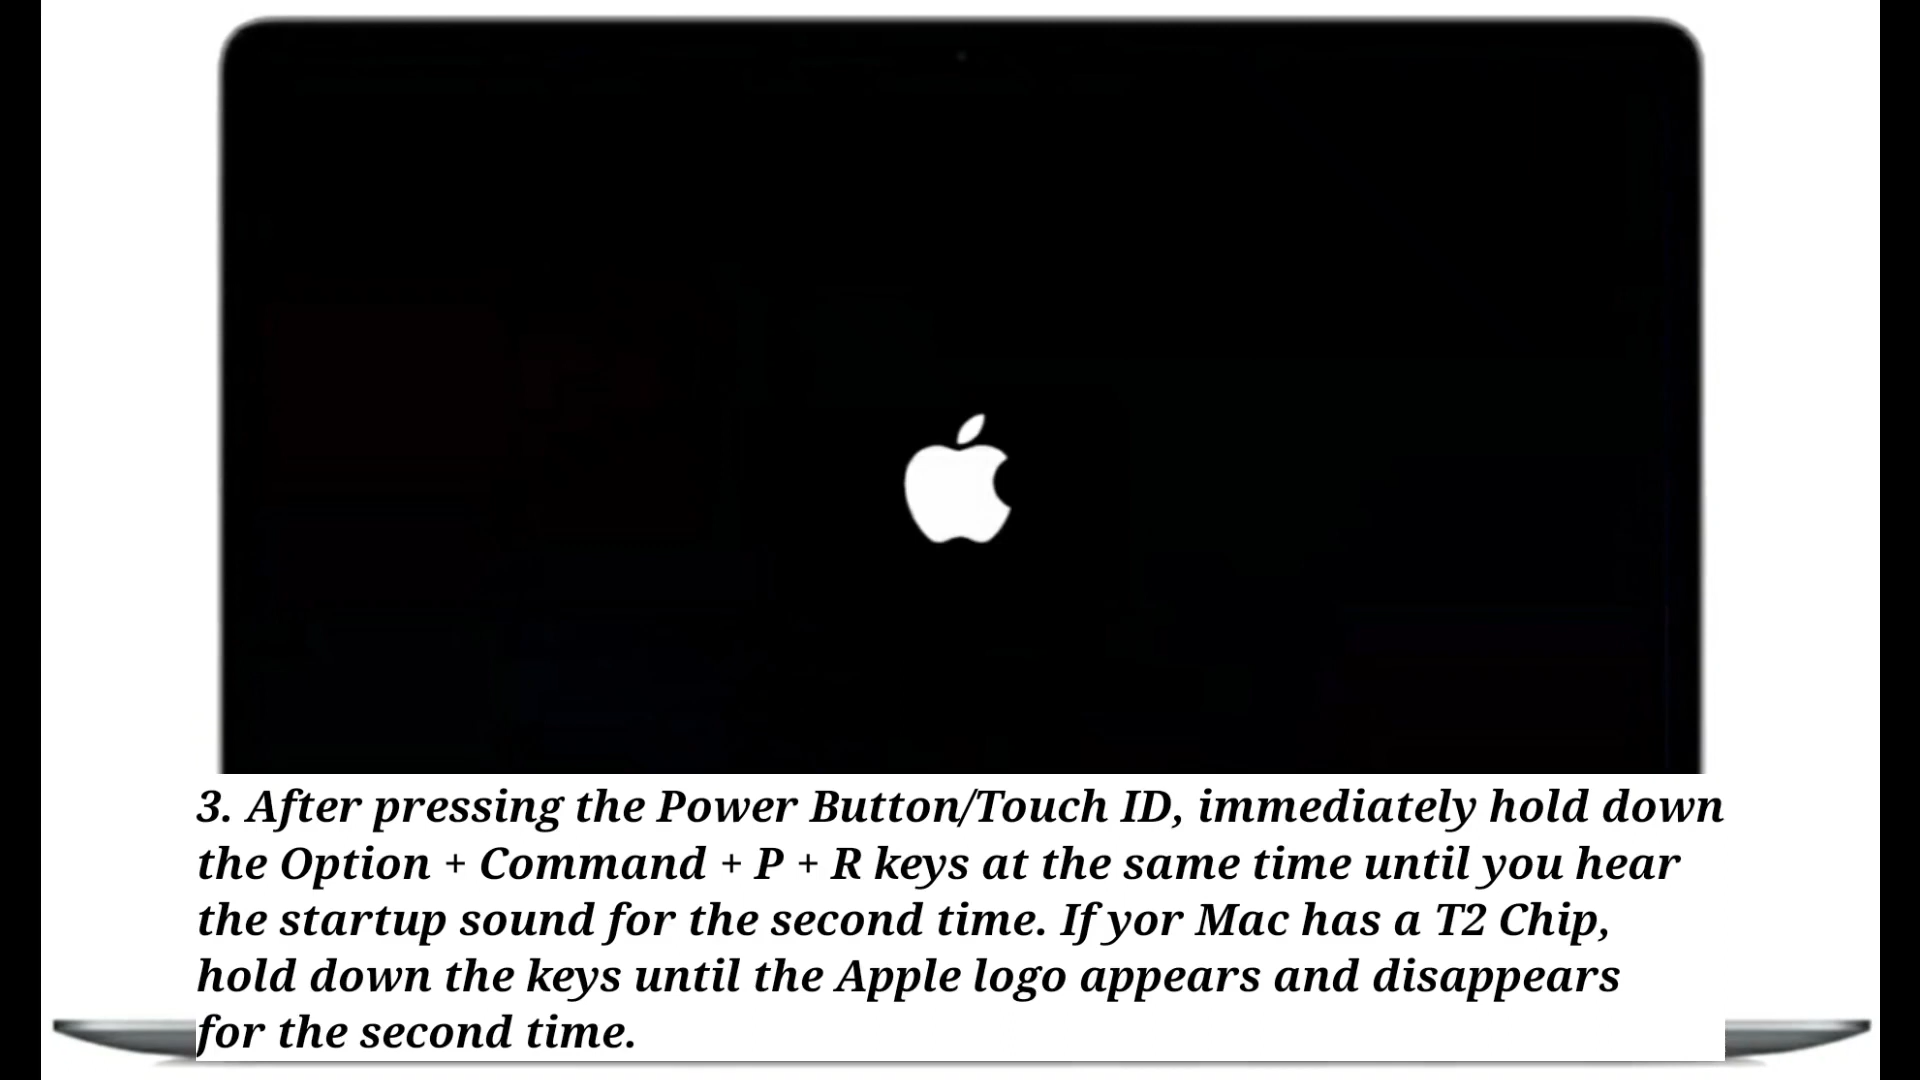 3. After pressing the Power Button/Touch ID, immediately hold down
the Option + Command + P + R keys at the same time until you hear
the startup sound for the second time. If yor Mac has a T2 Chip,
hold down the keys until the Apple logo appears and disappears
for the second time.